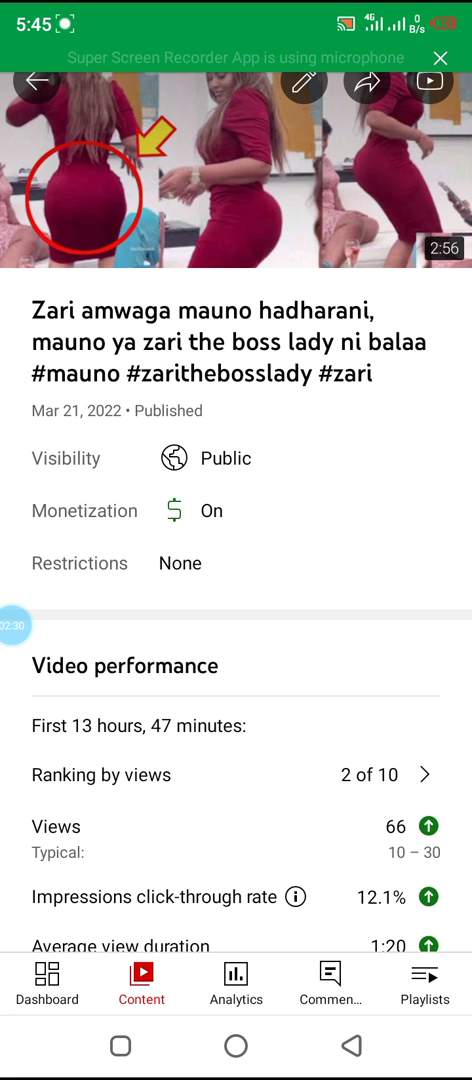 5:45
4G
0
B/s
Super Screen Recorder App is using microphone
2:56
Zari amwaga mauno hadharani,
mauno ya zari the boss lady ni balaa
#mauno #zarithebosslady #zari
Mar 21, 2022 • Published
Visibility Public
Monetization On
Restrictions None
02:30
Video performance
First 13 hours, 47 minutes:
Ranking by views 2 of 10
Views 66
Typical: 10 – 30
Impressions click-through rate 12.1%
Average view duration 1:20
Dashboard Content Analytics Commen... Playlists